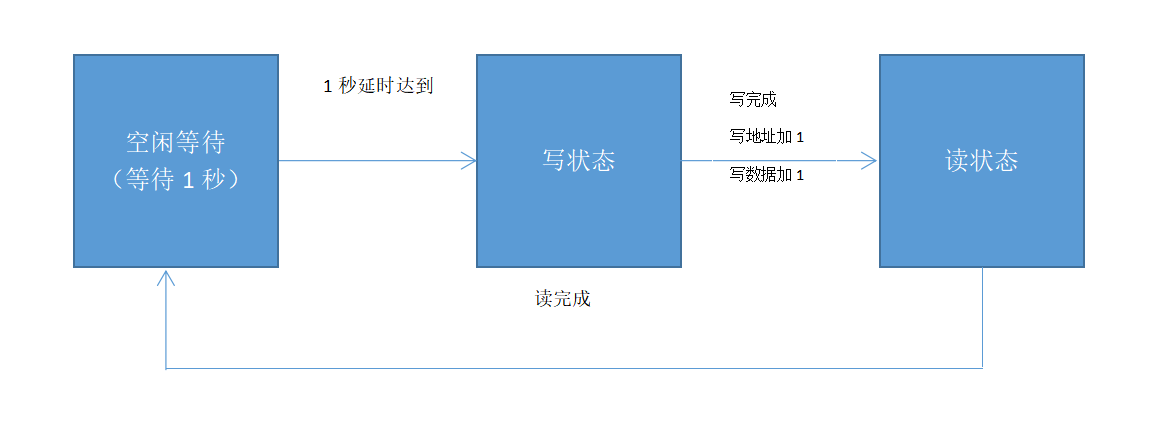 空闲等待
（等待 1 秒）
1 秒延时达到
写状态
写完成
写地址加 1
写数据加 1
读状态
读完成